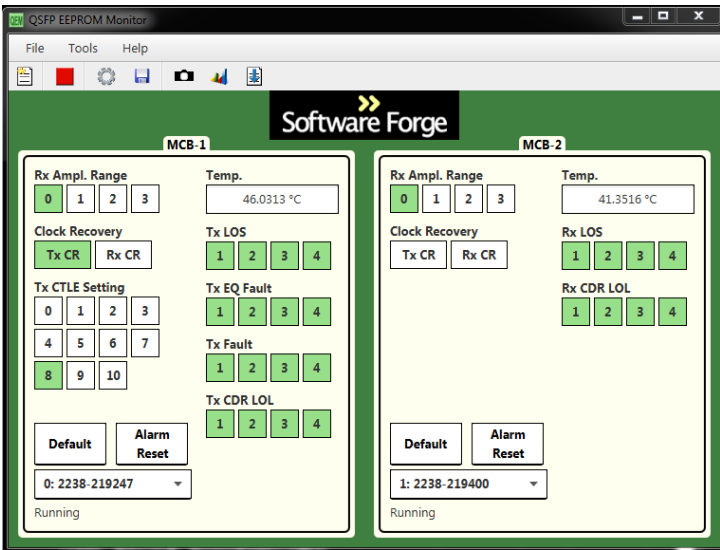 QEM QSFP EEPROM Monitor
File Tools Help
>> Software Forge
MCB-1
Rx Ampl. Range
0 1 2 3
Clock Recovery
Tx CR Rx CR
Tx CTLE Setting
0 1 2 3
4 5 6 7
8 9 10
Default Alarm Reset
0: 2238-219247
Running
Temp.
46.0313 °C
Tx LOS
1 2 3 4
Tx EQ Fault
1 2 3 4
Tx Fault
1 2 3 4
Tx CDR LOL
1 2 3 4
MCB-2
Rx Ampl. Range
0 1 2 3
Clock Recovery
Tx CR Rx CR
Default Alarm Reset
1: 2238-219400
Running
Temp.
41.3516 °C
Rx LOS
1 2 3 4
Rx CDR LOL
1 2 3 4